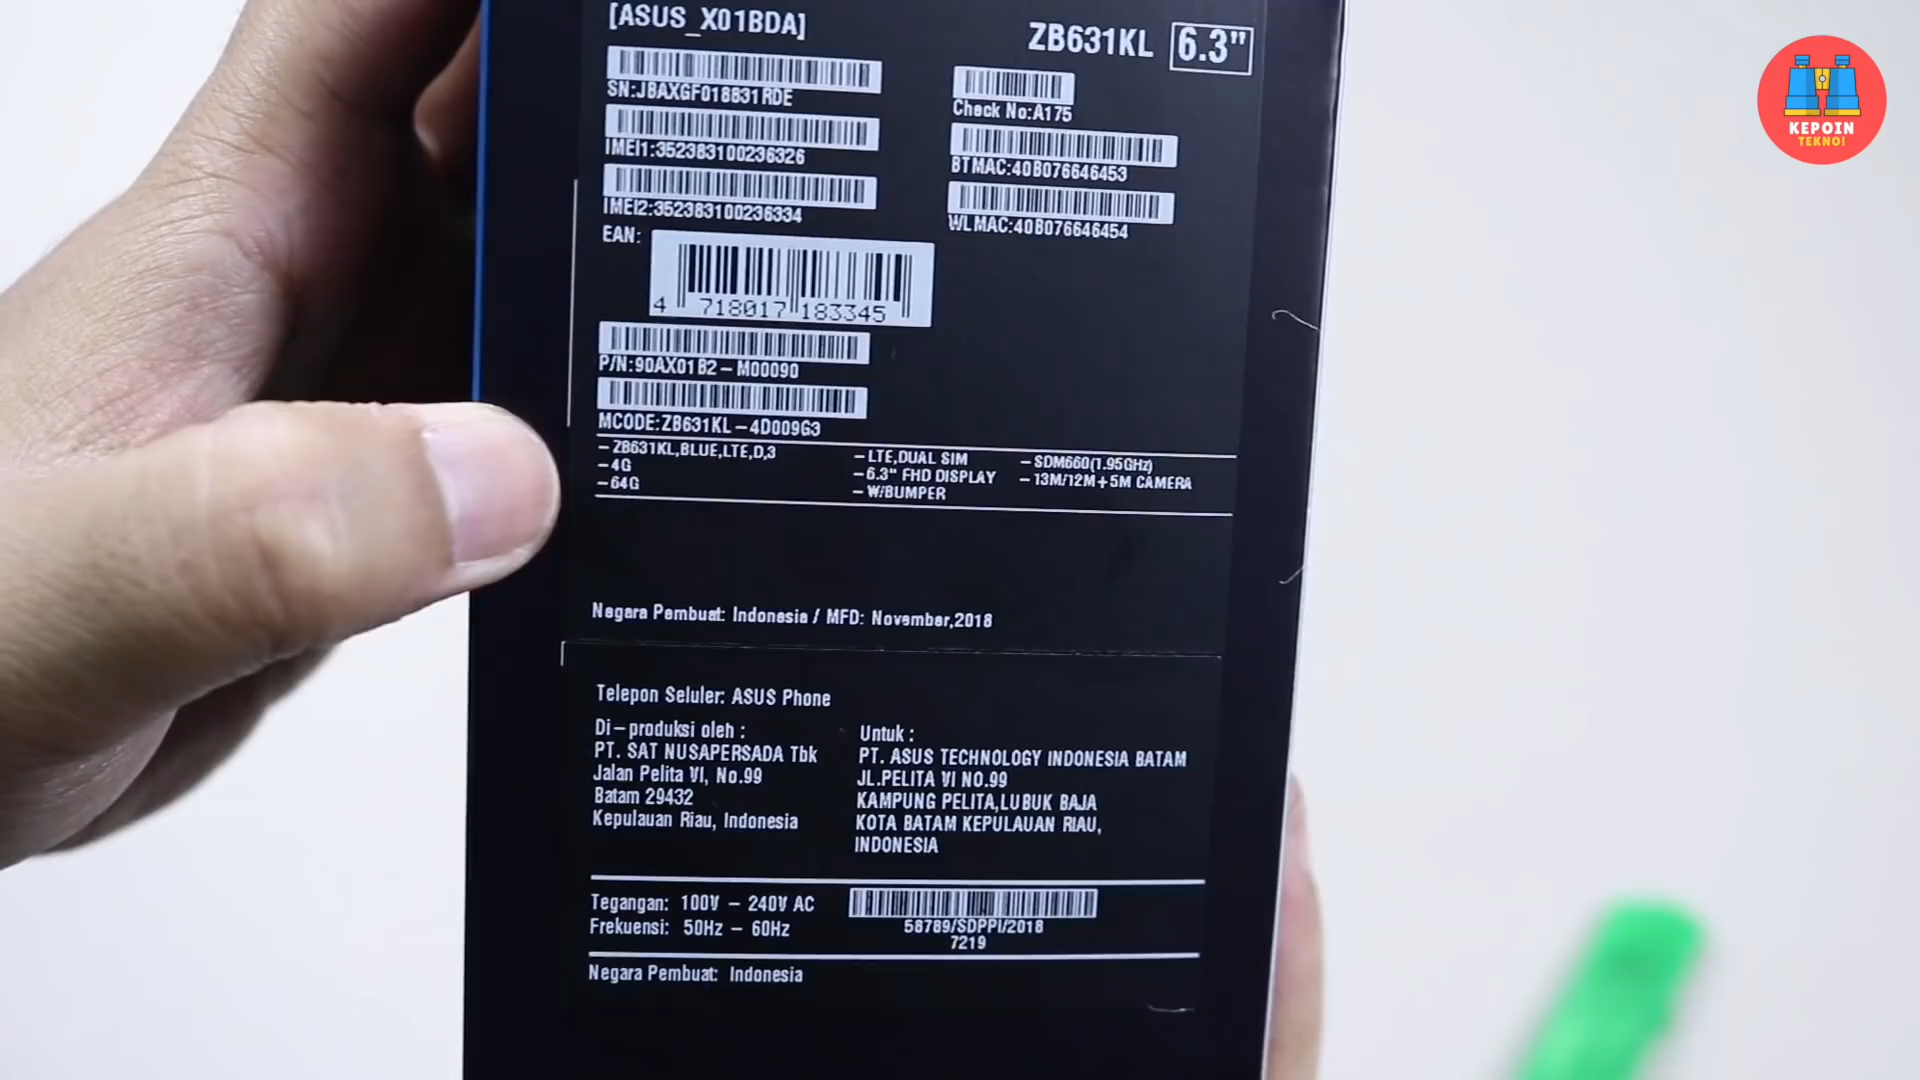 [ASUS_X01BDA]
ZB631KL 6.3"
SN:JBAXGF018831RDE
Check No:A175
IMEI1:352383100236326
BTMAC:40B076646453
IMEI2:352383100236334
WLMAC:40B076646454
EAN:
4 718017 183345
P/N:90AX01B2-M00090
MCODE:ZB631KL-4D009G3
-ZB631KL,BLUE,LTE,D,3
-4G
-64G
-LTE,DUAL SIM
-6.3" FHD DISPLAY
-W/BUMPER
-SDM660(1.95GHz)
-13M/12M+5M CAMERA
Negara Pembuat: Indonesia / MFD: November,2018
Telepon Seluler: ASUS Phone
Di-produksi oleh :
PT. SAT NUSAPERSADA Tbk
Jalan Pelita VI, No.99
Batam 29432
Kepulauan Riau, Indonesia
Untuk :
PT. ASUS TECHNOLOGY INDONESIA BATAM
JL.PELITA VI NO.99
KAMPUNG PELITA,LUBUK BAJA
KOTA BATAM KEPULAUAN RIAU,
INDONESIA
Tegangan: 100V - 240V AC
Frekuensi: 50Hz - 60Hz
58789/SDPPI/2018
7219
Negara Pembuat: Indonesia
KEPOIN
TEKNO!